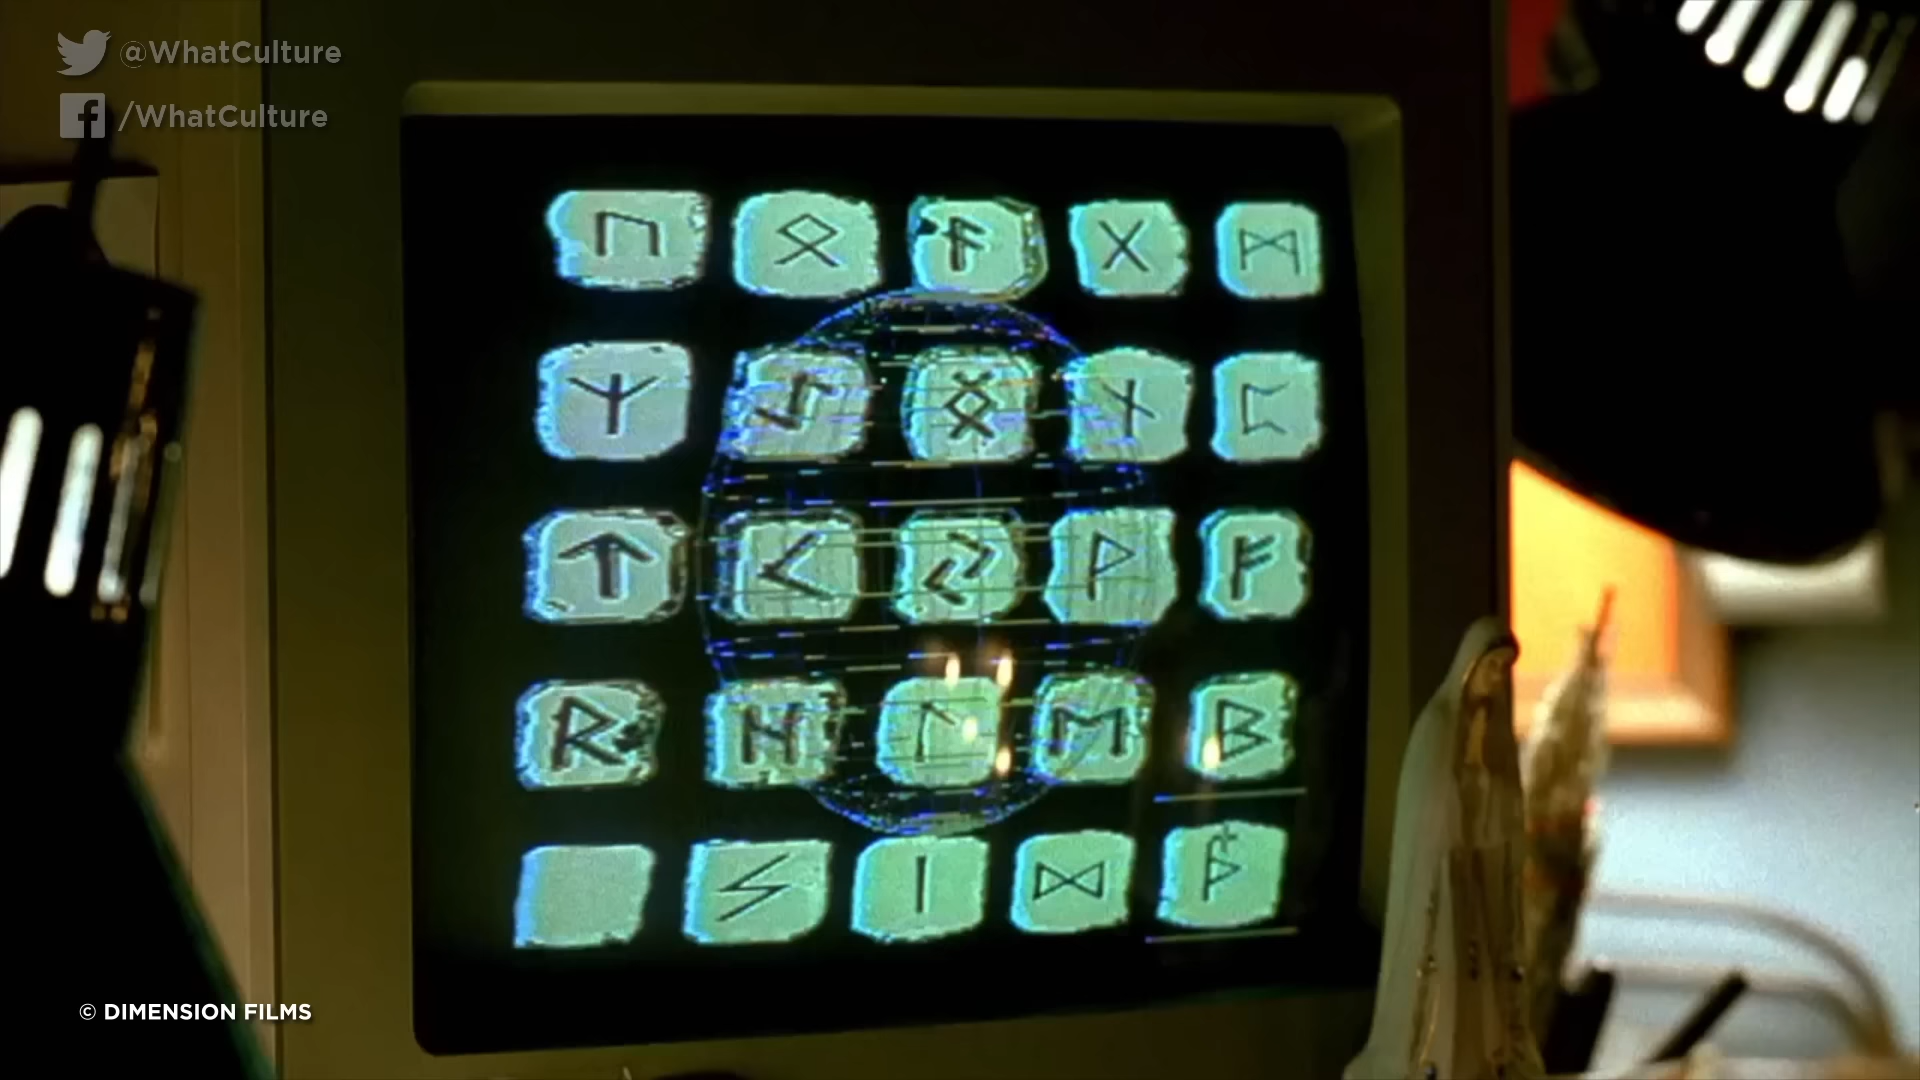 @WhatCulture
/WhatCulture
ᚢ ᛟ ᚨ ᚷ ᛗ
ᛉ ᛇ ᛝ ᚾ ᛈ
ᛏ ᚲ ᛃ ᚹ ᚠ
ᚱ ᚺ ᛚ ᛖ ᛒ
ᛋ ᛁ ᛞ ᚦ
© DIMENSION FILMS